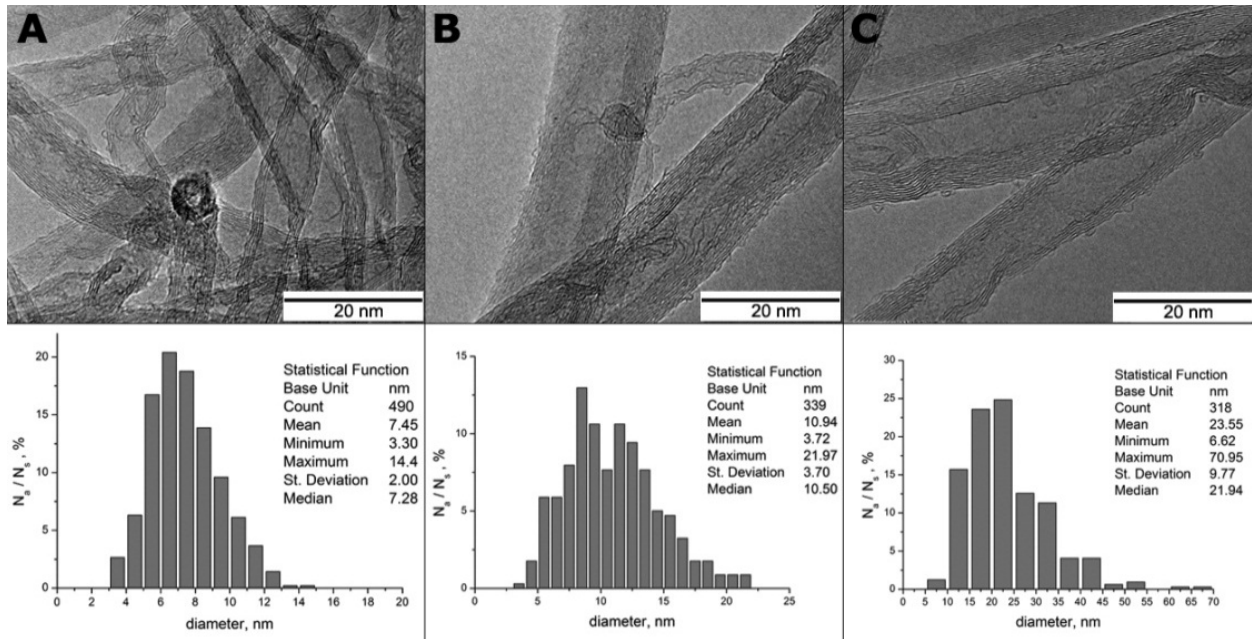 A
B
C
20 nm
20 nm
20 nm
20
15
10
5
0
Na / Ns, %
Statistical Function
Base Unit nm
Count 490
Mean 7.45
Minimum 3.30
Maximum 14.4
St. Deviation 2.00
Median 7.28
0 2 4 6 8 10 12 14 16 18 20
diameter, nm
15
10
5
0
Na / Ns, %
Statistical Function
Base Unit nm
Count 339
Mean 10.94
Minimum 3.72
Maximum 21.97
St. Deviation 3.70
Median 10.50
0 5 10 15 20 25
diameter, nm
30
25
20
15
10
5
0
Na / Ns, %
Statistical Function
Base Unit nm
Count 318
Mean 23.55
Minimum 6.62
Maximum 70.95
St. Deviation 9.77
Median 21.94
0 5 10 15 20 25 30 35 40 45 50 55 60 65 70
diameter, nm